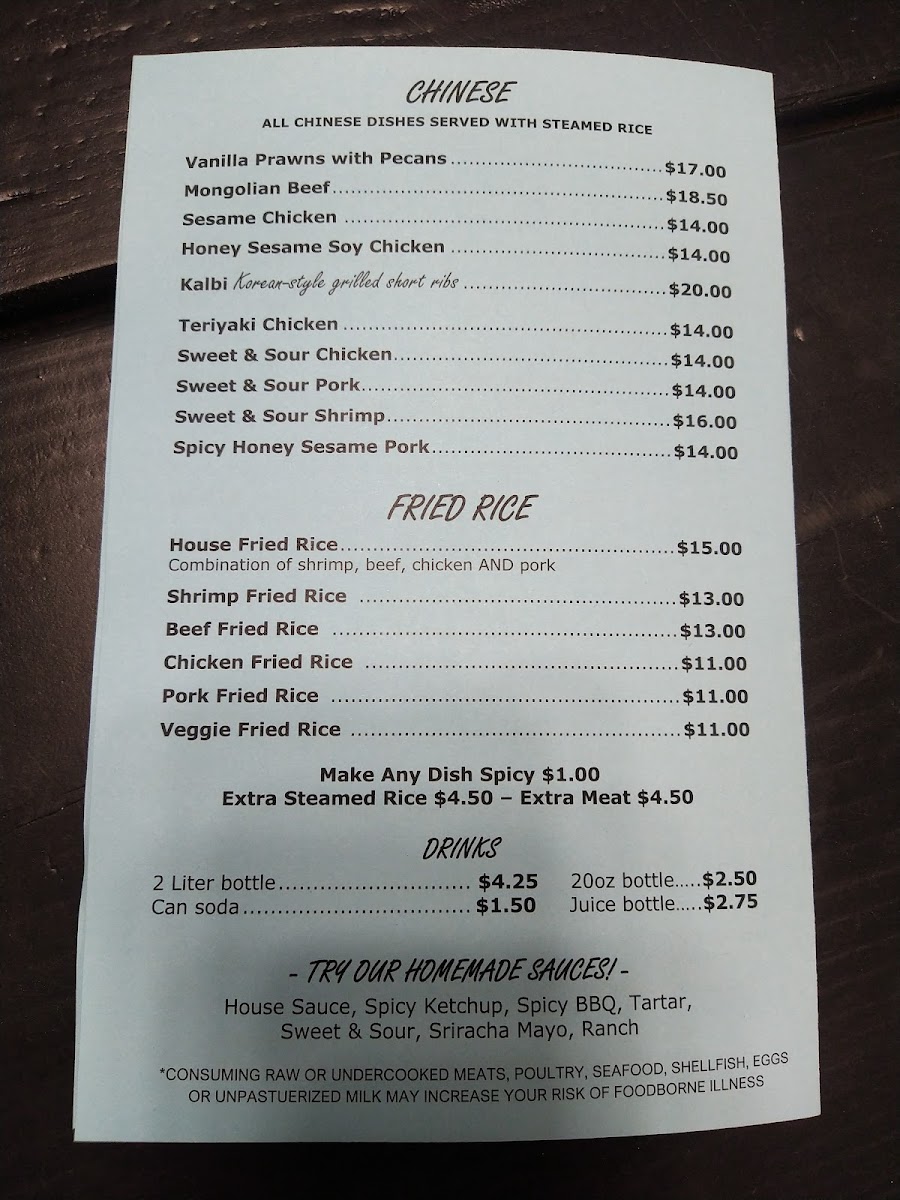 CHINESE
ALL CHINESE DISHES SERVED WITH STEAMED RICE
Vanilla Prawns with Pecans ........ $17.00
Mongolian Beef ........ $18.50
Sesame Chicken ........ $14.00
Honey Sesame Soy Chicken ........ $14.00
Kalbi Korean-style grilled short ribs ........ $20.00
Teriyaki Chicken ........ $14.00
Sweet & Sour Chicken ........ $14.00
Sweet & Sour Pork ........ $14.00
Sweet & Sour Shrimp ........ $16.00
Spicy Honey Sesame Pork ........ $14.00
FRIED RICE
House Fried Rice ........ $15.00
Combination of shrimp, beef, chicken AND pork
Shrimp Fried Rice ........ $13.00
Beef Fried Rice ........ $13.00
Chicken Fried Rice ........ $11.00
Pork Fried Rice ........ $11.00
Veggie Fried Rice ........ $11.00
Make Any Dish Spicy $1.00
Extra Steamed Rice $4.50 – Extra Meat $4.50
DRINKS
2 Liter bottle ........ $4.25 20oz bottle ..... $2.50
Can soda ........ $1.50 Juice bottle ..... $2.75
- TRY OUR HOMEMADE SAUCES! -
House Sauce, Spicy Ketchup, Spicy BBQ, Tartar,
Sweet & Sour, Sriracha Mayo, Ranch
*CONSUMING RAW OR UNDERCOOKED MEATS, POULTRY, SEAFOOD, SHELLFISH, EGGS
OR UNPASTUERIZED MILK MAY INCREASE YOUR RISK OF FOODBORNE ILLNESS